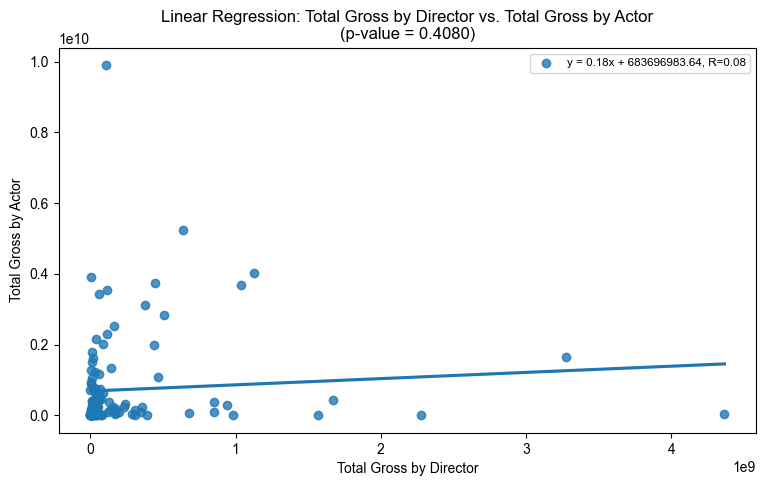 Linear Regression: Total Gross by Director vs. Total Gross by Actor
(p-value = 0.4080)
1e10
y = 0.18x + 683696983.64, R=0.08
1.0
0.8
0.6
0.4
0.2
0.0
Total Gross by Actor
0 1 2 3 4
1e9
Total Gross by Director